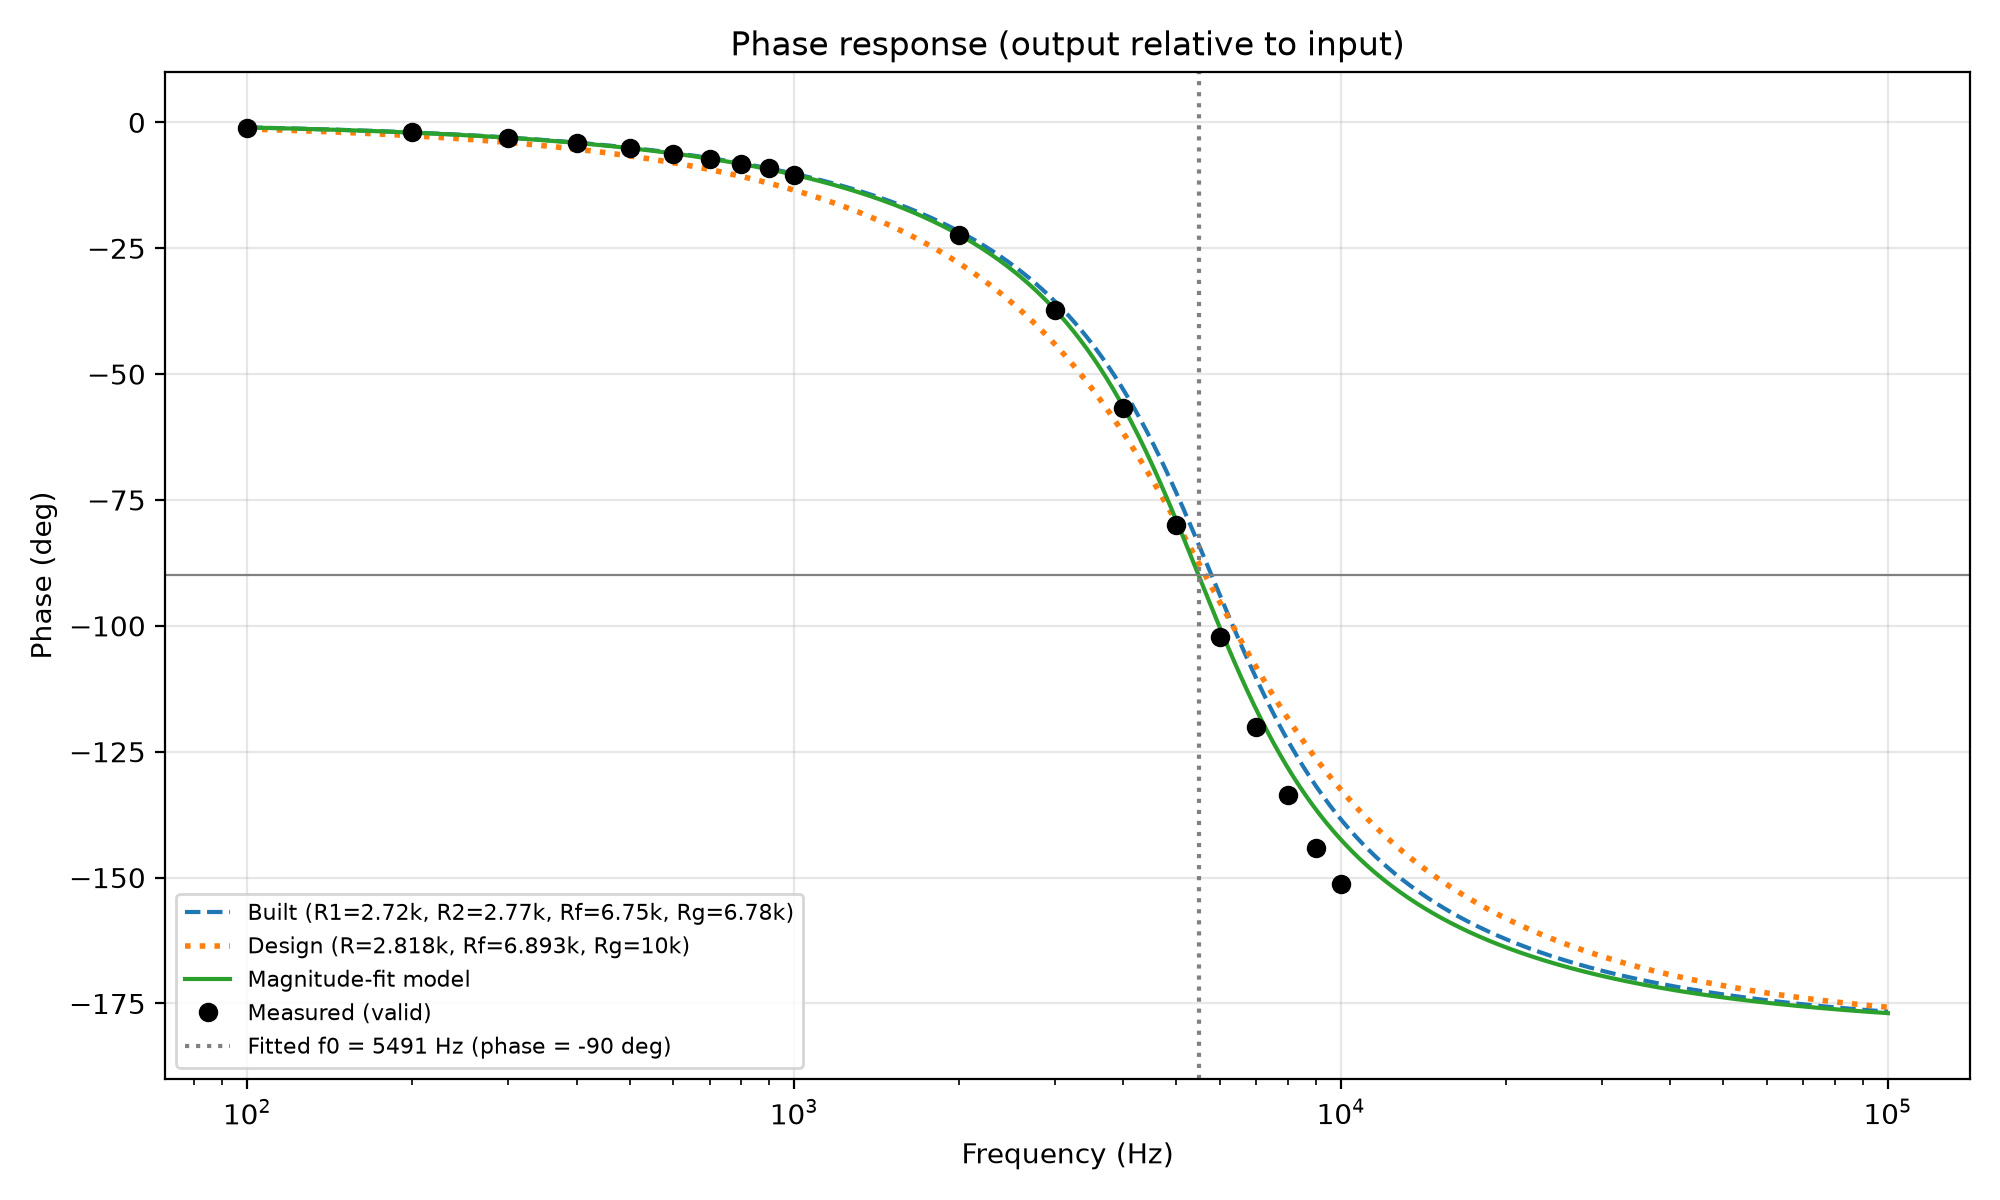 Phase response (output relative to input)
0
−25
−50
−75
−100
−125
−150
−175
Phase (deg)
Built (R1=2.72k, R2=2.77k, Rf=6.75k, Rg=6.78k)
Design (R=2.818k, Rf=6.893k, Rg=10k)
Magnitude-fit model
Measured (valid)
Fitted f0 = 5491 Hz (phase = -90 deg)
10² 10³ 10⁴ 10⁵
Frequency (Hz)